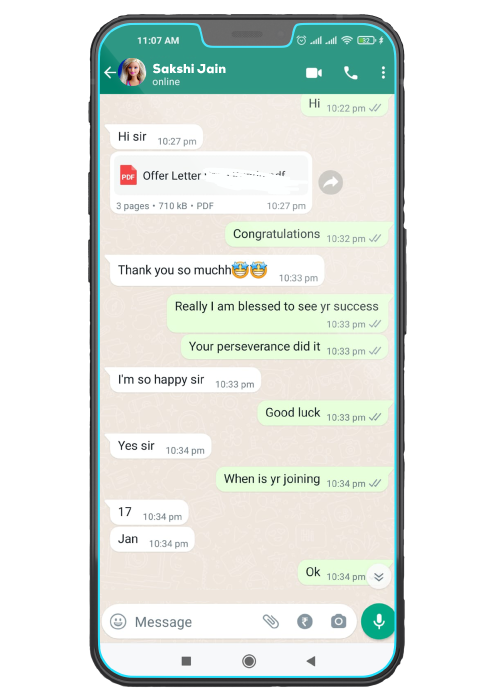 11:07 AM
92
Sakshi Jain
online
Hi 10:22 pm
Hi sir 10:27 pm
PDF Offer Letter
3 pages • 710 kB • PDF 10:27 pm
Congratulations 10:32 pm
Thank you so muchh🤩🤩 10:33 pm
Really I am blessed to see yr success
10:33 pm
Your perseverance did it 10:33 pm
I'm so happy sir 10:33 pm
Good luck 10:33 pm
Yes sir 10:34 pm
When is yr joining 10:34 pm
17 10:34 pm
Jan 10:34 pm
Ok 10:34 pm
Message ₹